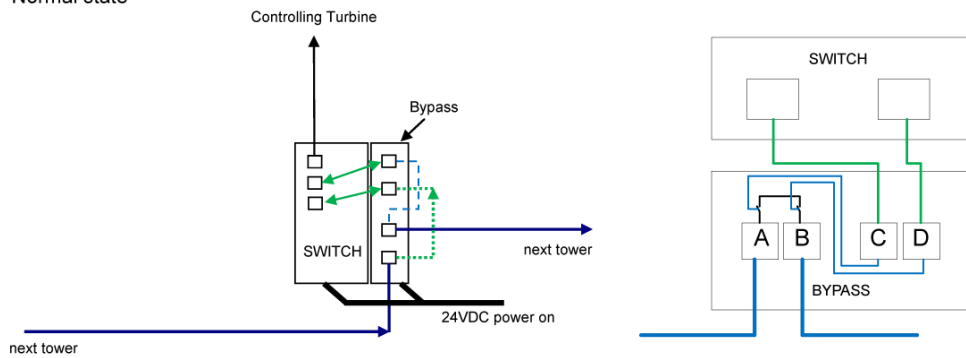 Normal state
Controlling Turbine
Bypass
SWITCH
next tower
24VDC power on
next tower
SWITCH
A B C D
BYPASS